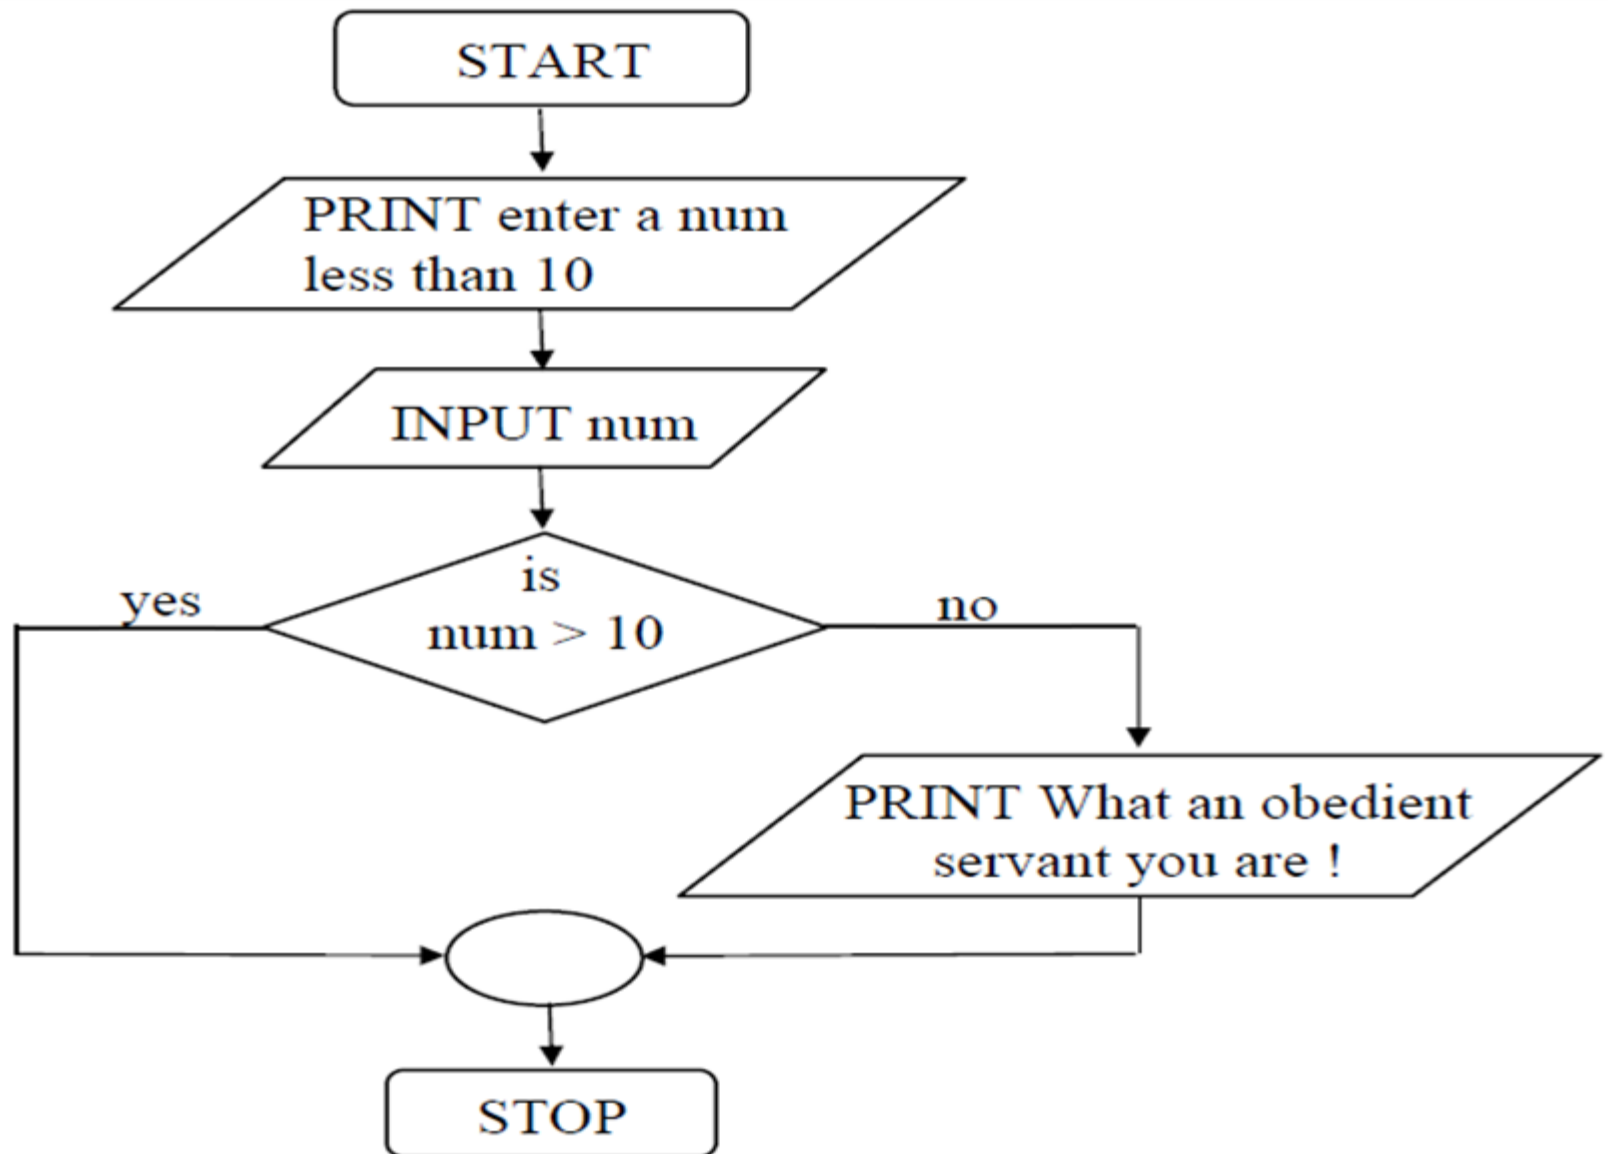 START
PRINT enter a num
less than 10
INPUT num
is
num > 10
yes
no
PRINT What an obedient
servant you are !
STOP